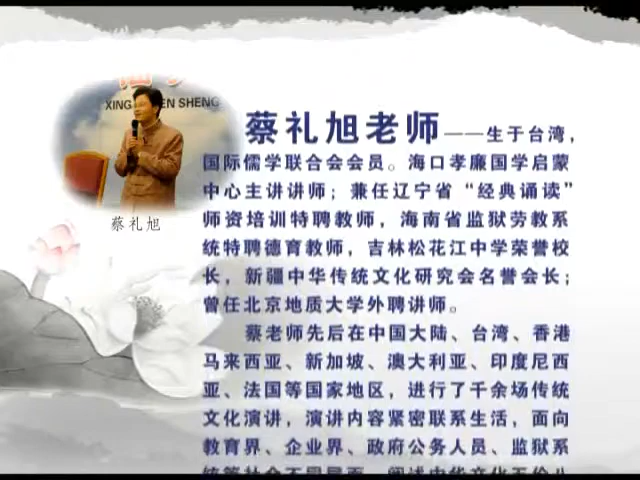 XING
EN SHENG
蔡礼旭
蔡礼旭老师——生于台湾，
国际儒学联合会会员。海口孝廉国学启蒙
中心主讲讲师；兼任辽宁省“经典诵读”
师资培训特聘教师，海南省监狱劳教系
统特聘德育教师，吉林松花江中学荣誉校
长，新疆中华传统文化研究会名誉会长；
曾任北京地质大学外聘讲师。
蔡老师先后在中国大陆、台湾、香港
马来西亚、新加坡、澳大利亚、印度尼西
亚、法国等国家地区，进行了千余场传统
文化演讲，演讲内容紧密联系生活，面向
教育界、企业界、政府公务人员、监狱系